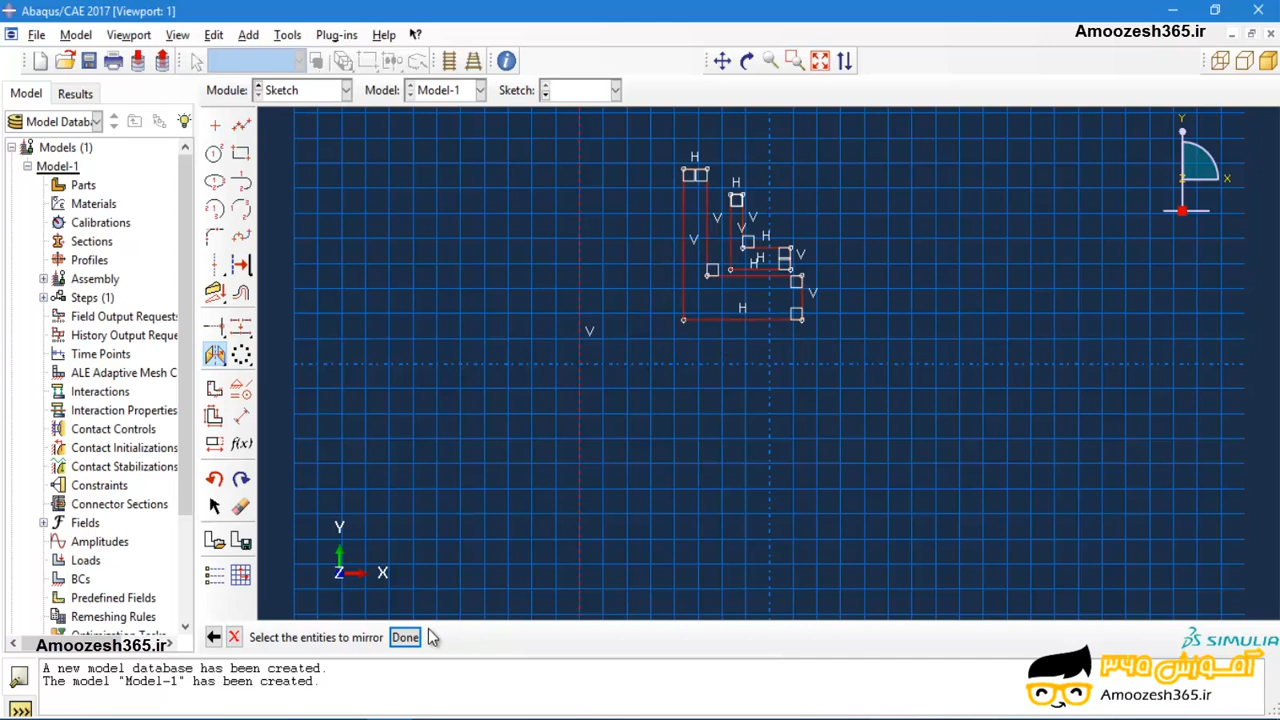 Abaqus/CAE 2017 [Viewport: 1]
File Model Viewport View Edit Add Tools Plug-ins Help
Amoozesh365.ir
Model Results Module: Sketch Model: Model-1 Sketch:
Model Datab
Models (1)
Model-1
Parts
Materials
Calibrations
Sections
Profiles
Assembly
Steps (1)
Field Output Request
History Output Reque
Time Points
ALE Adaptive Mesh C
Interactions
Interaction Properties
Contact Controls
Contact Initializations
Contact Stabilizations
Constraints
Connector Sections
Fields
Amplitudes
Loads
BCs
Predefined Fields
Remeshing Rules
Optimization Tasks
Amoozesh365.ir
f(x)
H
H
V
V
V
V
H
V
V
H
H
V
H
V
Y
X
Z
Y
Z
X
Select the entities to mirror Done
SIMULIA
A new model database has been created.
The model "Model-1" has been created.
آموزش ۳۶۵
Amoozesh365.ir